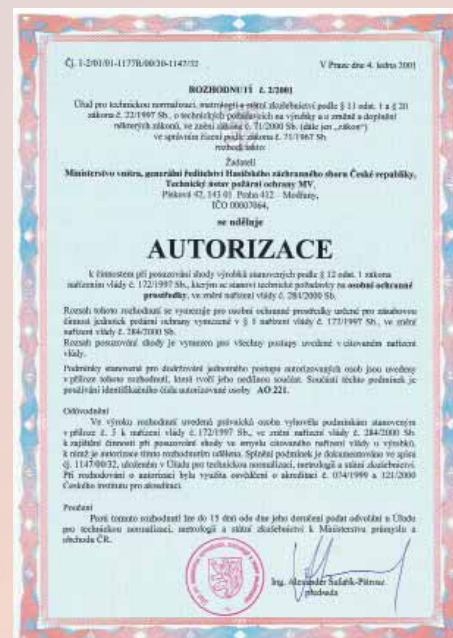 Čj. 1-2/01/01-1177B/00/30-1147/32 V Praze dne 4. ledna 2001
ROZHODNUTÍ č. 2/2001
Úřad pro technickou normalizaci, metrologii a státní zkušebnictví podle § 11 odst. 1 a § 20
zákona č. 22/1997 Sb., o technických požadavcích na výrobky a o změně a doplnění
některých zákonů, ve znění zákona č. 71/2000 Sb. (dále jen „zákon“)
ve správním řízení podle zákona č. 71/1967 Sb.
rozhodl takto:
Žadateli
Ministerstvo vnitra, generální ředitelství Hasičského záchranného sboru České republiky,
Technický ústav požární ochrany MV,
Písková 42, 143 01 Praha 412 - Modřany,
IČO 00007064,
se uděluje
AUTORIZACE
k činnostem při posuzování shody výrobků stanovených podle § 12 odst. 1 zákona
nařízením vlády č. 172/1997 Sb., kterým se stanoví technické požadavky na osobní ochranné
prostředky, ve znění nařízení vlády č. 284/2000 Sb.
Rozsah tohoto rozhodnutí se vymezuje pro osobní ochranné prostředky určené pro zásahovou
činnost jednotek požární ochrany vymezené v § 1 nařízení vlády č. 172/1997 Sb., ve znění
nařízení vlády č. 284/2000 Sb.
Rozsah posuzování shody je vymezen pro všechny postupy uvedené v citovaném nařízení
vlády.
Podmínky stanovené pro dodržování jednotného postupu autorizovaných osob jsou uvedeny
v příloze tohoto rozhodnutí, která tvoří jeho nedílnou součást. Součástí těchto podmínek je
používání identifikačního čísla autorizované osoby AO 221.
Odůvodnění
Ve výroku rozhodnutí uvedená právnická osoba vyhověla podmínkám stanoveným
v příloze č. 5 k nařízení vlády č. 172/1997 Sb., ve znění nařízení vlády č. 284/2000 Sb.
k zajištění činností při posuzování shody ve smyslu citovaného nařízení vlády u výrobků,
k nimž je autorizace tímto rozhodnutím udělena. Splnění podmínek je dokumentováno ve spisu
čj. 1147/00/32, uloženém v Úřadu pro technickou normalizaci, metrologii a státní zkušebnictví.
Při rozhodování o autorizaci byla využita osvědčení o akreditaci č. 074/1999 a 121/2000
Českého institutu pro akreditaci.
Poučení
Proti tomuto rozhodnutí lze do 15 dnů ode dne jeho doručení podat odvolání u Úřadu
pro technickou normalizaci, metrologii a státní zkušebnictví k Ministerstvu průmyslu a
obchodu ČR.
Ing. Alexander Šafařík-Pštrosz
předseda